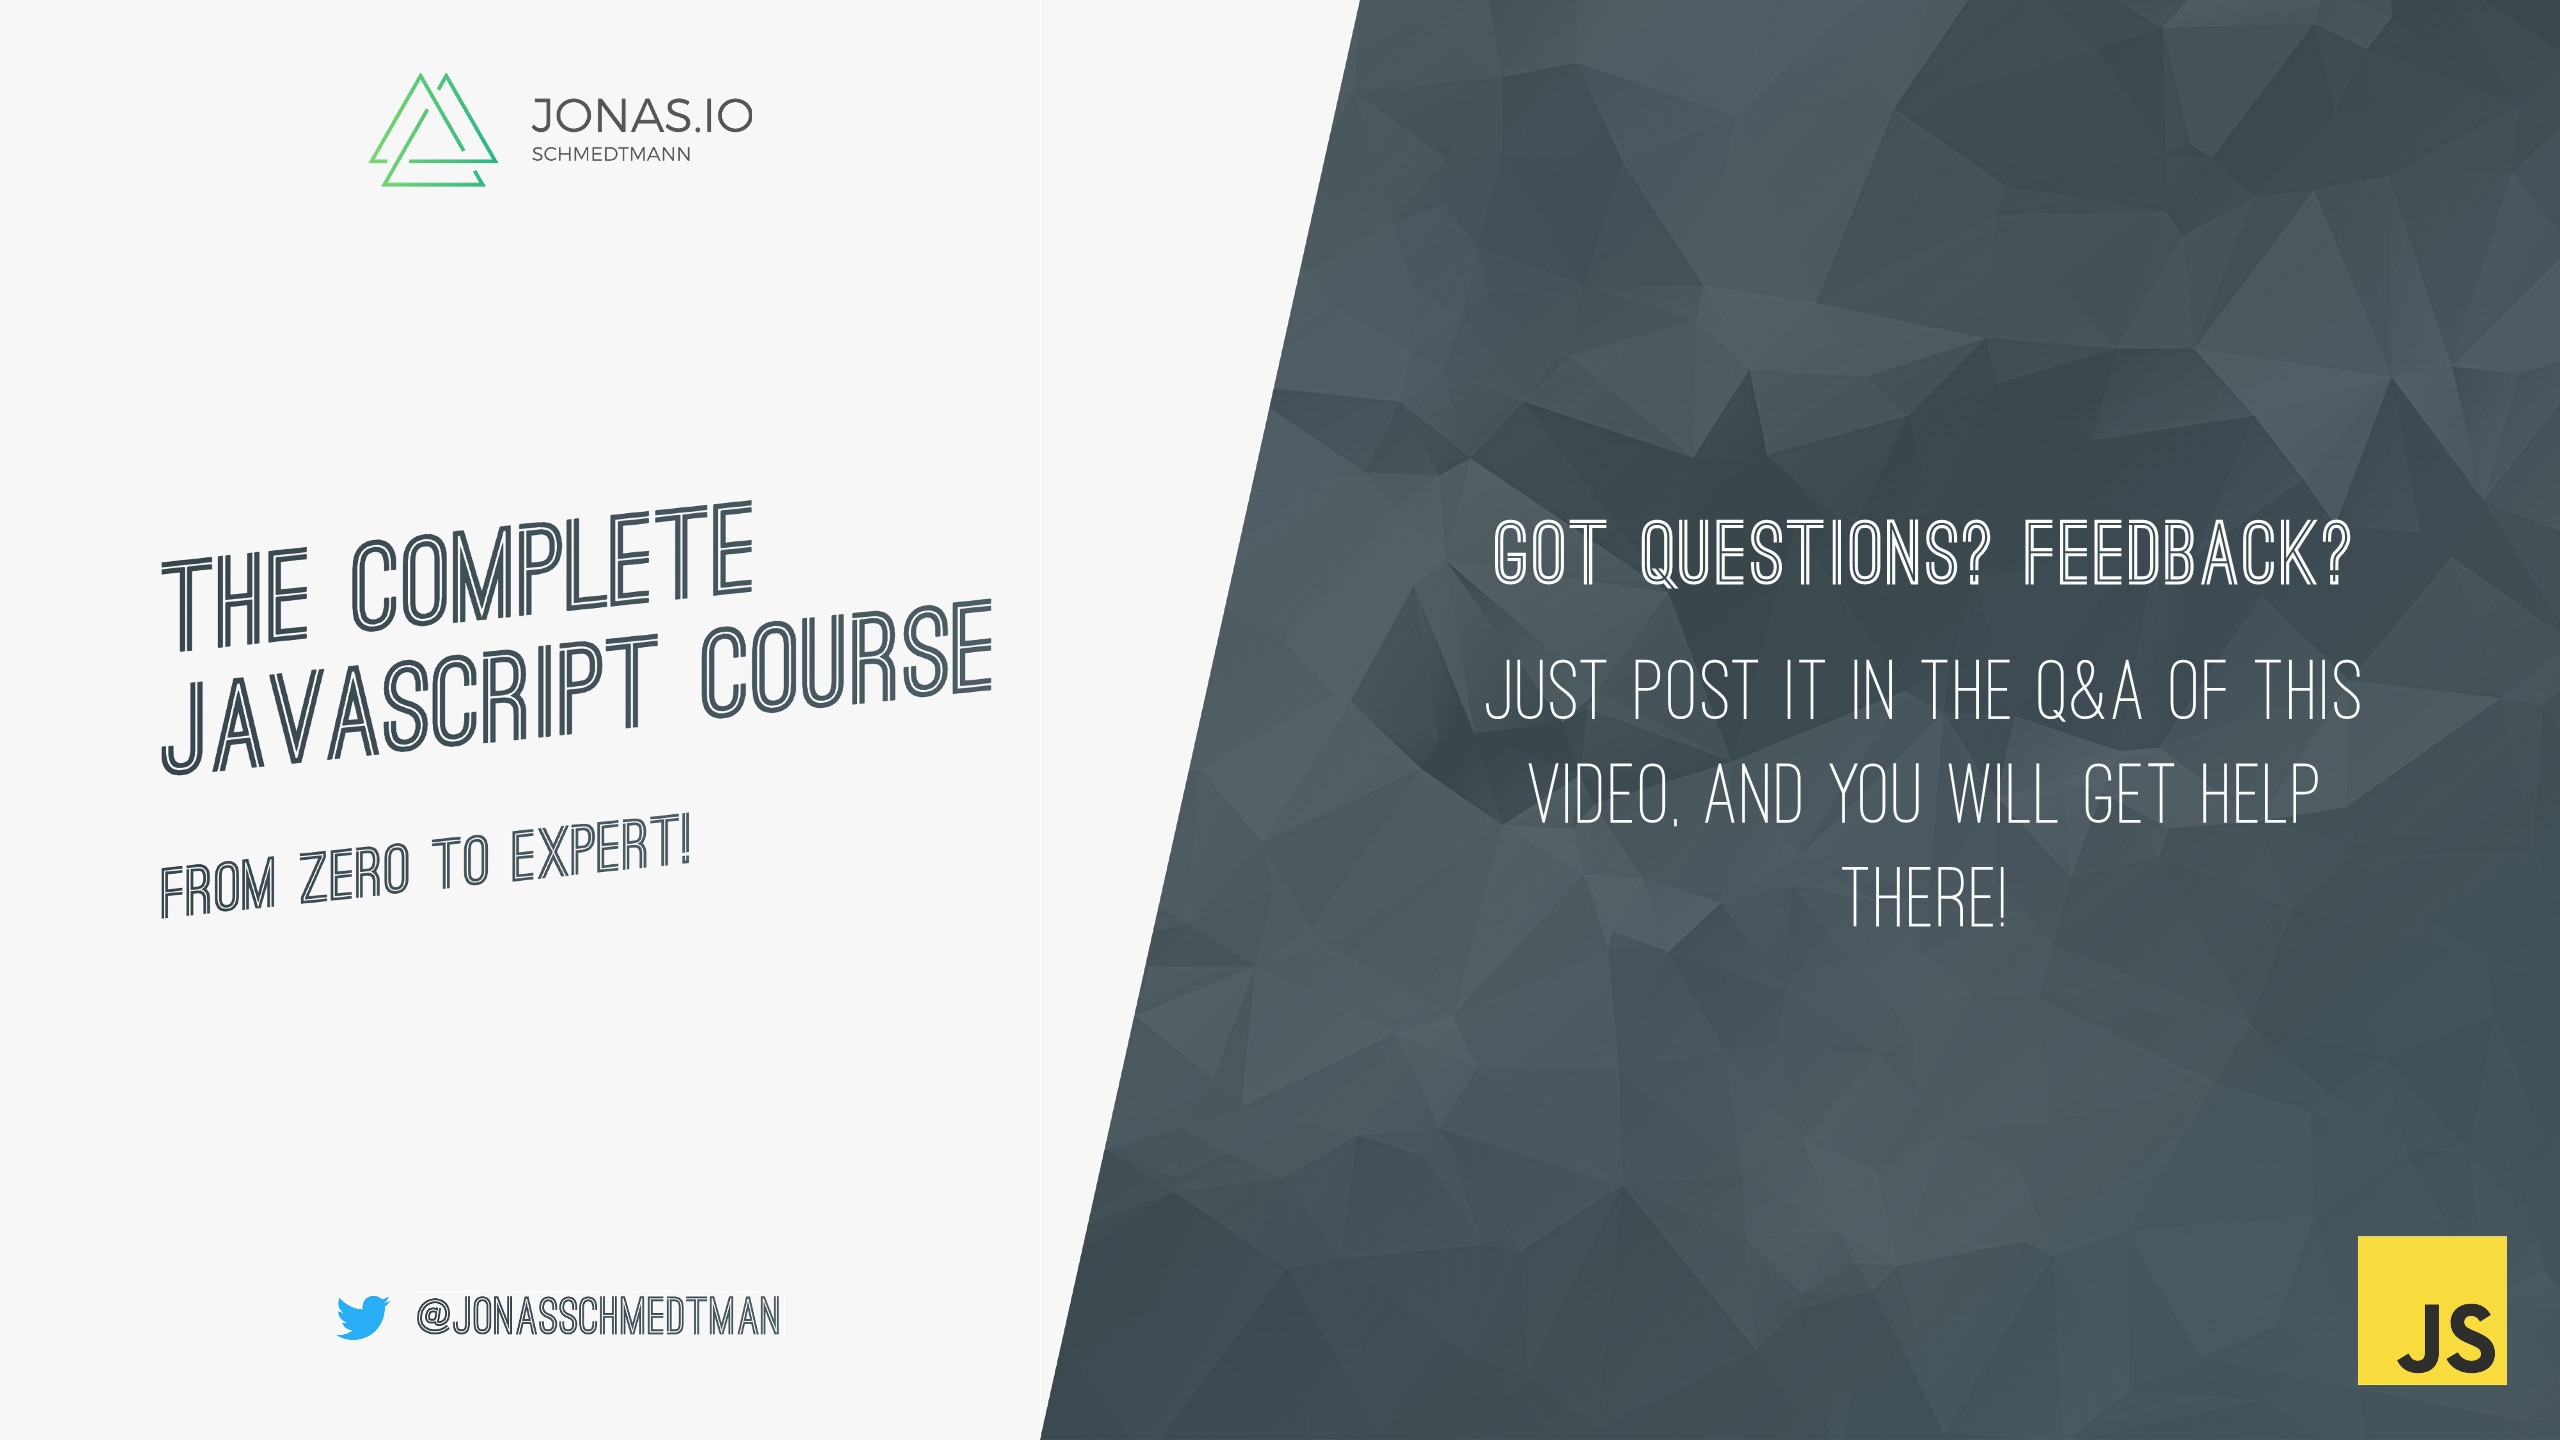 JONAS.IO
SCHMEDTMANN
THE COMPLETE
JAVASCRIPT COURSE
FROM ZERO TO EXPERT!
@JONASSCHMEDTMAN
GOT QUESTIONS? FEEDBACK?
JUST POST IT IN THE Q&A OF THIS
VIDEO, AND YOU WILL GET HELP
THERE!
JS